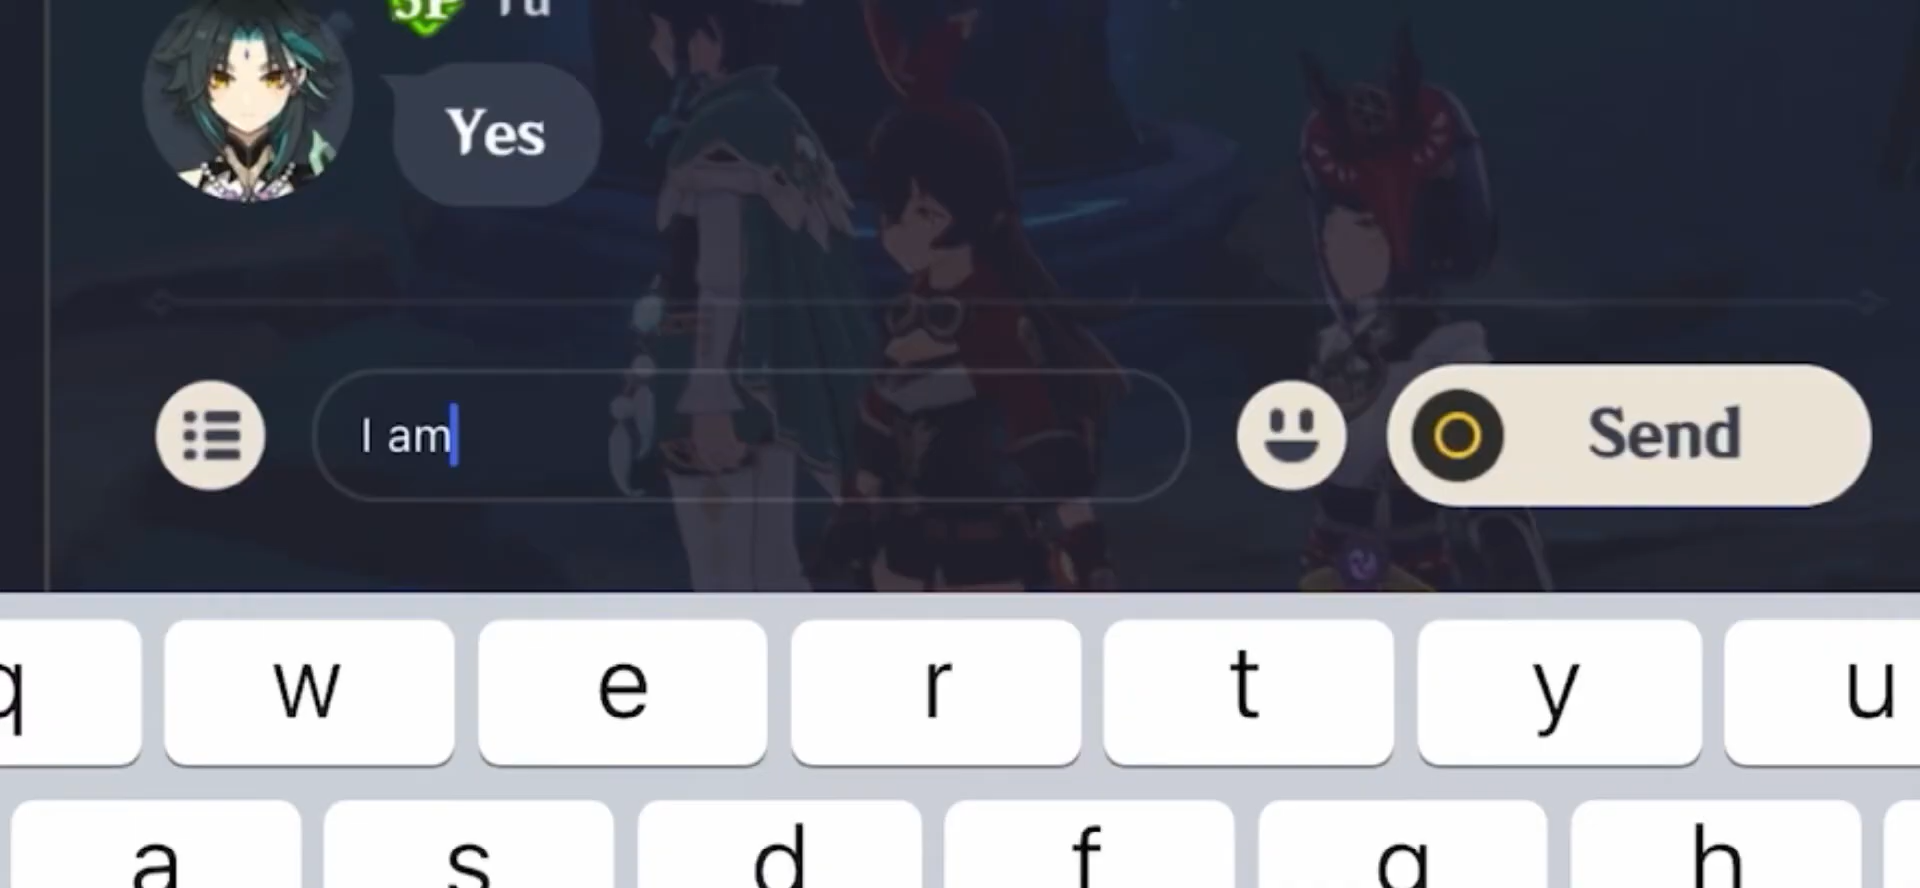 Yes
I am
Send
q w e r t y u
a s d f g h